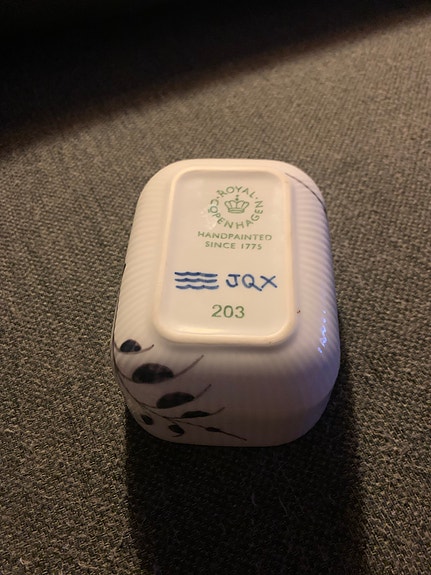 ROYAL
COPENHAGEN
HANDPAINTED
SINCE 1775
JQX
203